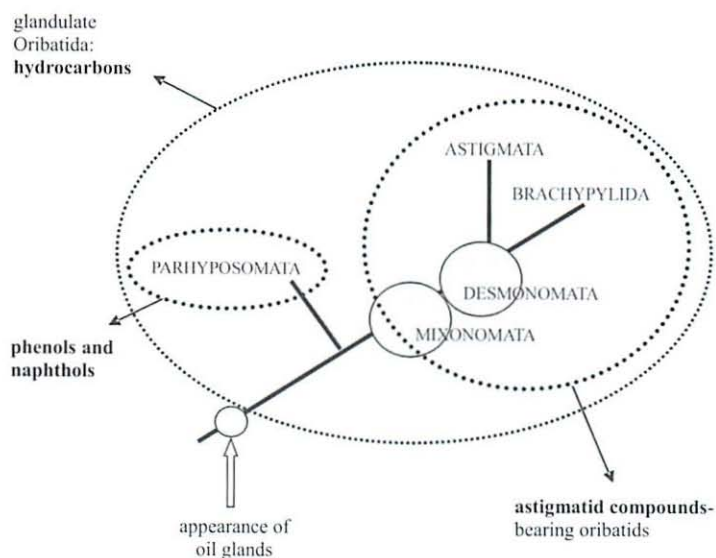 glandulate
Oribatida:
hydrocarbons
ASTIGMATA
BRACHYPYLIDA
PARHYPOSOMATA
DESMONOMATA
MIXONOMATA
phenols and
naphthols
appearance of
oil glands
astigmatid compounds-
bearing oribatids